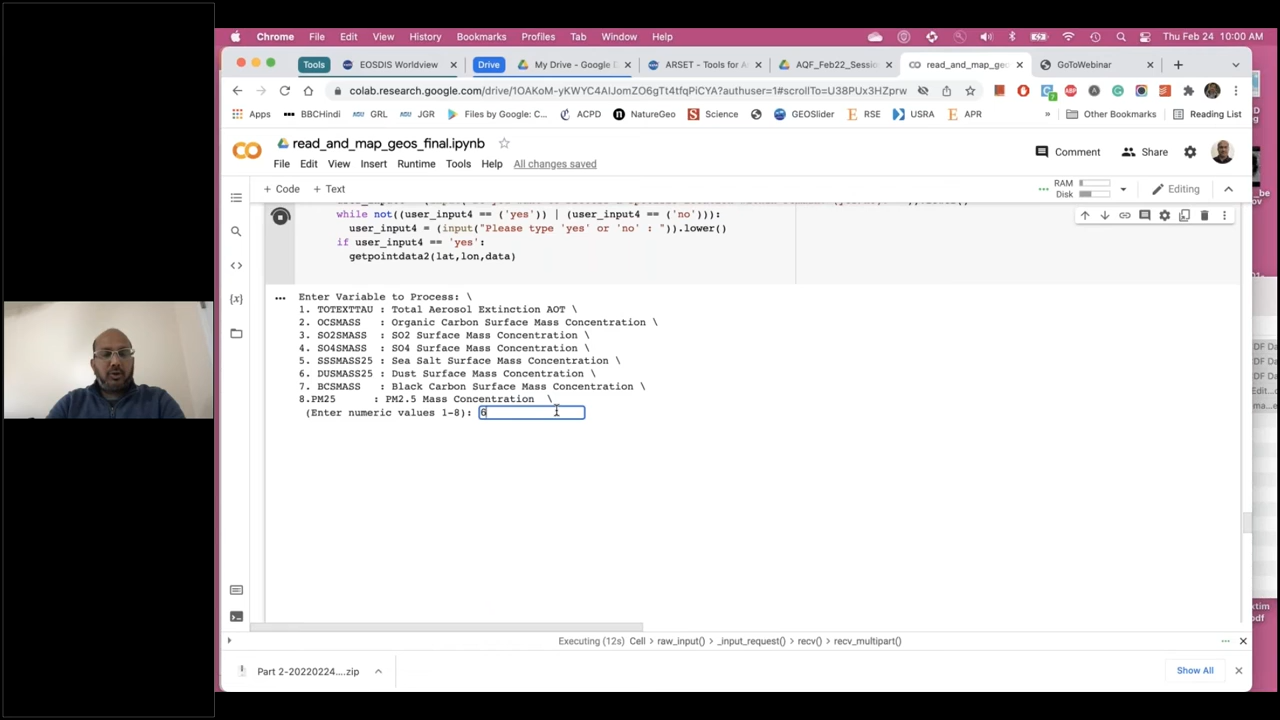 Chrome File Edit View History Bookmarks Profiles Tab Window Help Thu Feb 24 10:00 AM
Tools EOSDIS Worldview Drive My Drive - Google D ARSET - Tools for A AQF_Feb22_Sessio read_and_map_geo GoToWebinar
colab.research.google.com/drive/1OAKoM-yKWYC4AlJomZO6gTt4tfqPiCYA?authuser=1#scrollTo=U38PUx3HZprw
Apps BBCHindi GRL JGR Files by Google: C... ACPD NatureGeo Science GEOSlider RSE USRA APR » Other Bookmarks Reading List
read_and_map_geos_final.ipynb
File Edit View Insert Runtime Tools Help All changes saved
Comment Share
+ Code + Text
RAM
Disk
Editing
while not((user_input4 == ('yes')) | (user_input4 == ('no'))):
user_input4 = (input("Please type 'yes' or 'no' : ")).lower()
if user_input4 == 'yes':
getpointdata2(lat,lon,data)
Enter Variable to Process: \
1. TOTEXTTAU : Total Aerosol Extinction AOT \
2. OCSMASS : Organic Carbon Surface Mass Concentration \
3. SO2SMASS : SO2 Surface Mass Concentration \
4. SO4SMASS : SO4 Surface Mass Concentration \
5. SSSMASS25 : Sea Salt Surface Mass Concentration \
6. DUSMASS25 : Dust Surface Mass Concentration \
7. BCSMASS : Black Carbon Surface Mass Concentration \
8.PM25 : PM2.5 Mass Concentration \
(Enter numeric values 1-8): 6
Executing (12s) Cell > raw_input() > _input_request() > recv() > recv_multipart()
Part 2-20220224....zip
Show All